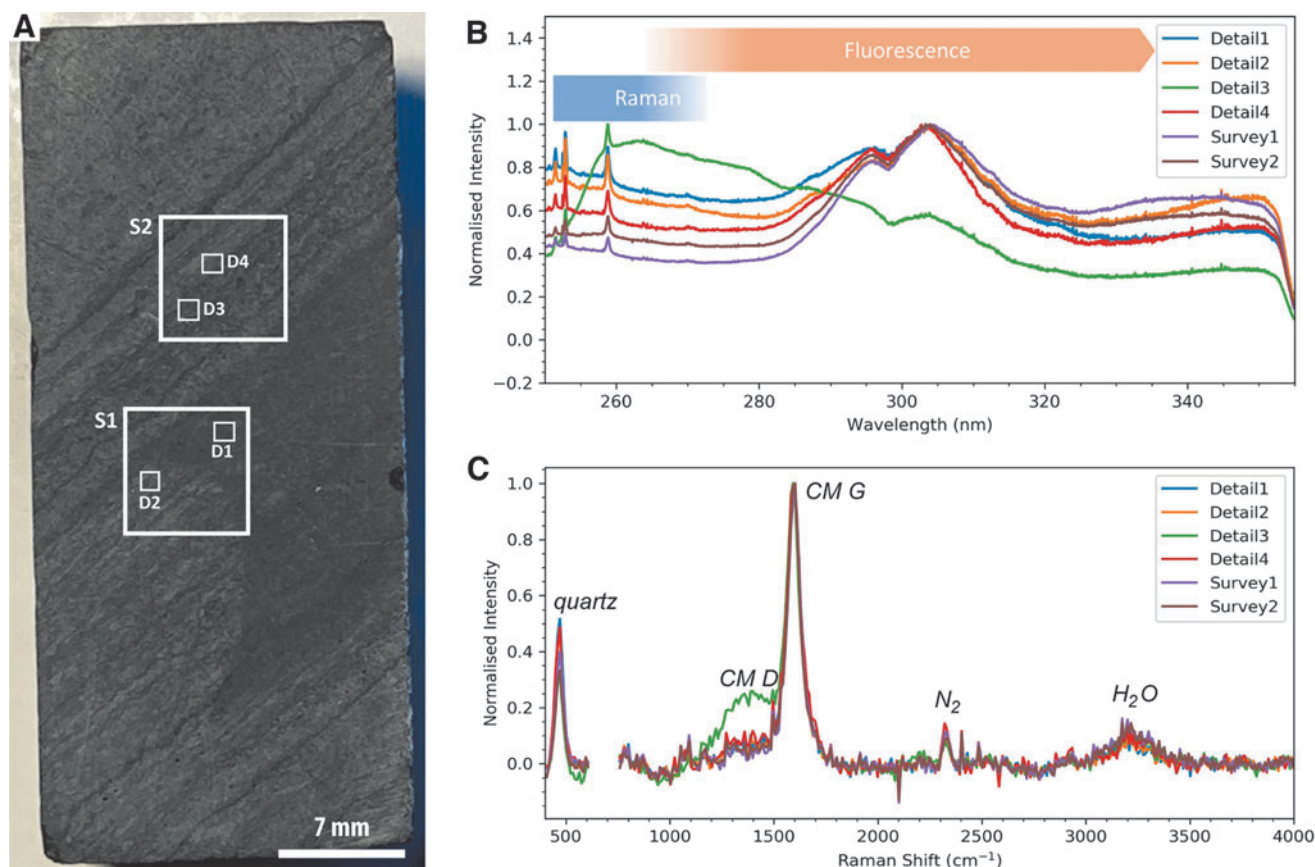 A
S2
D4
D3
S1
D1
D2
7 mm
B
Raman
Fluorescence
Detail1
Detail2
Detail3
Detail4
Survey1
Survey2
Normalised Intensity
1.4
1.2
1.0
0.8
0.6
0.4
0.2
0.0
−0.2
260 280 300 320 340
Wavelength (nm)
C
quartz
CM D
CM G
N2
H2O
Detail1
Detail2
Detail3
Detail4
Survey1
Survey2
Normalised Intensity
1.0
0.8
0.6
0.4
0.2
0.0
500 1000 1500 2000 2500 3000 3500 4000
Raman Shift (cm⁻¹)